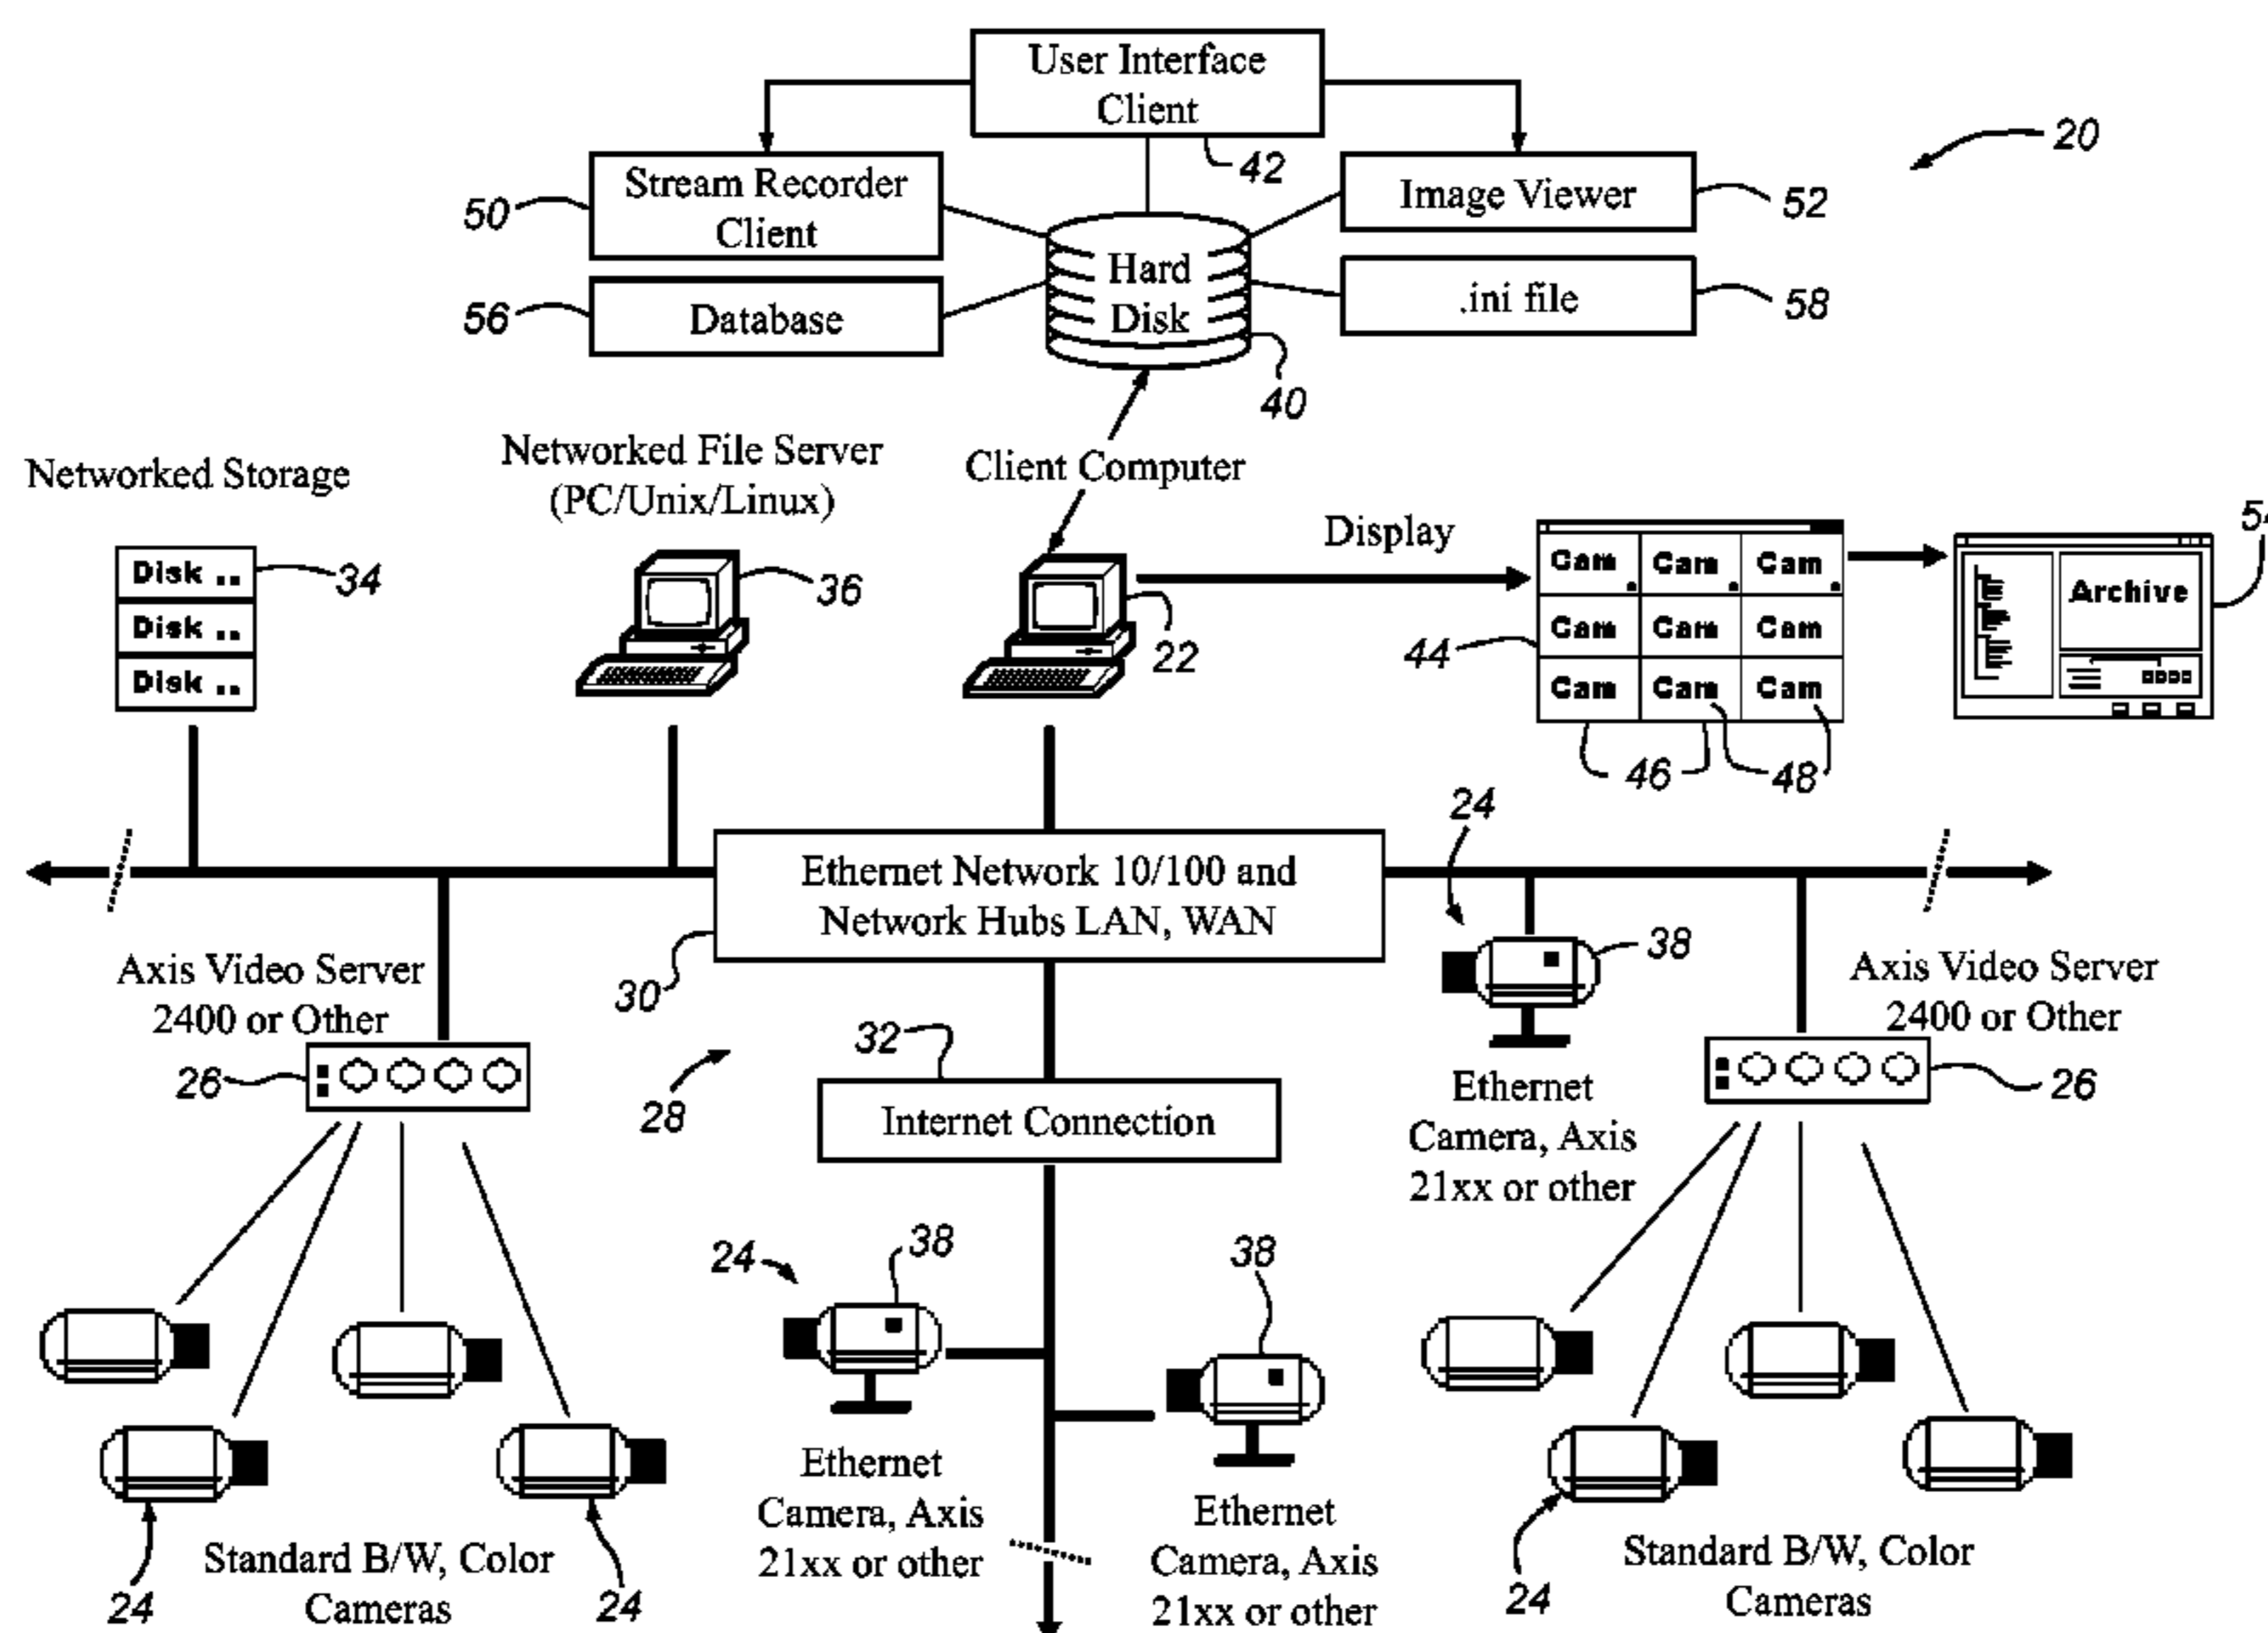 User Interface
Client
20
42
Stream Recorder
Client
50
Image Viewer
52
Hard
Disk
Database
56
.ini file
58
40
Networked Storage
Networked File Server
(PC/Unix/Linux)
Client Computer
Display
Disk ..
Disk ..
Disk ..
34
36
22
Cam Cam Cam
Cam Cam Cam
Cam Cam Cam
44
46
48
Archive
Ethernet Network 10/100 and
Network Hubs LAN, WAN
30
24
38
Axis Video Server
2400 or Other
26
28
32
Internet Connection
Ethernet
Camera, Axis
21xx or other
Axis Video Server
2400 or Other
26
24
38
38
Ethernet
Camera, Axis
21xx or other
Ethernet
Camera, Axis
21xx or other
24
Standard B/W, Color
Cameras
24
24
Standard B/W, Color
Cameras